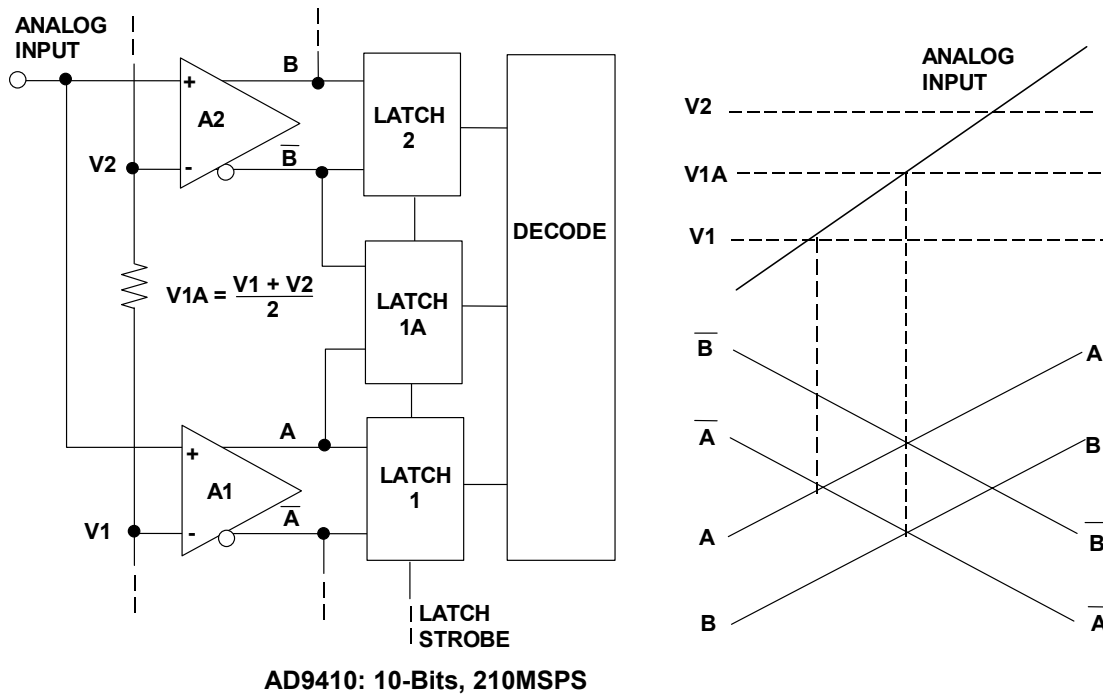 ANALOG
INPUT
+
A2
-
B
B̅
V2
LATCH
2
V1A = V1 + V2
2
LATCH
1A
DECODE
A
+
A1
-
A̅
V1
LATCH
1
LATCH
STROBE
ANALOG
INPUT
V2
V1A
V1
B̅
A̅
A
B
A
B
B̅
A̅
AD9410: 10-Bits, 210MSPS